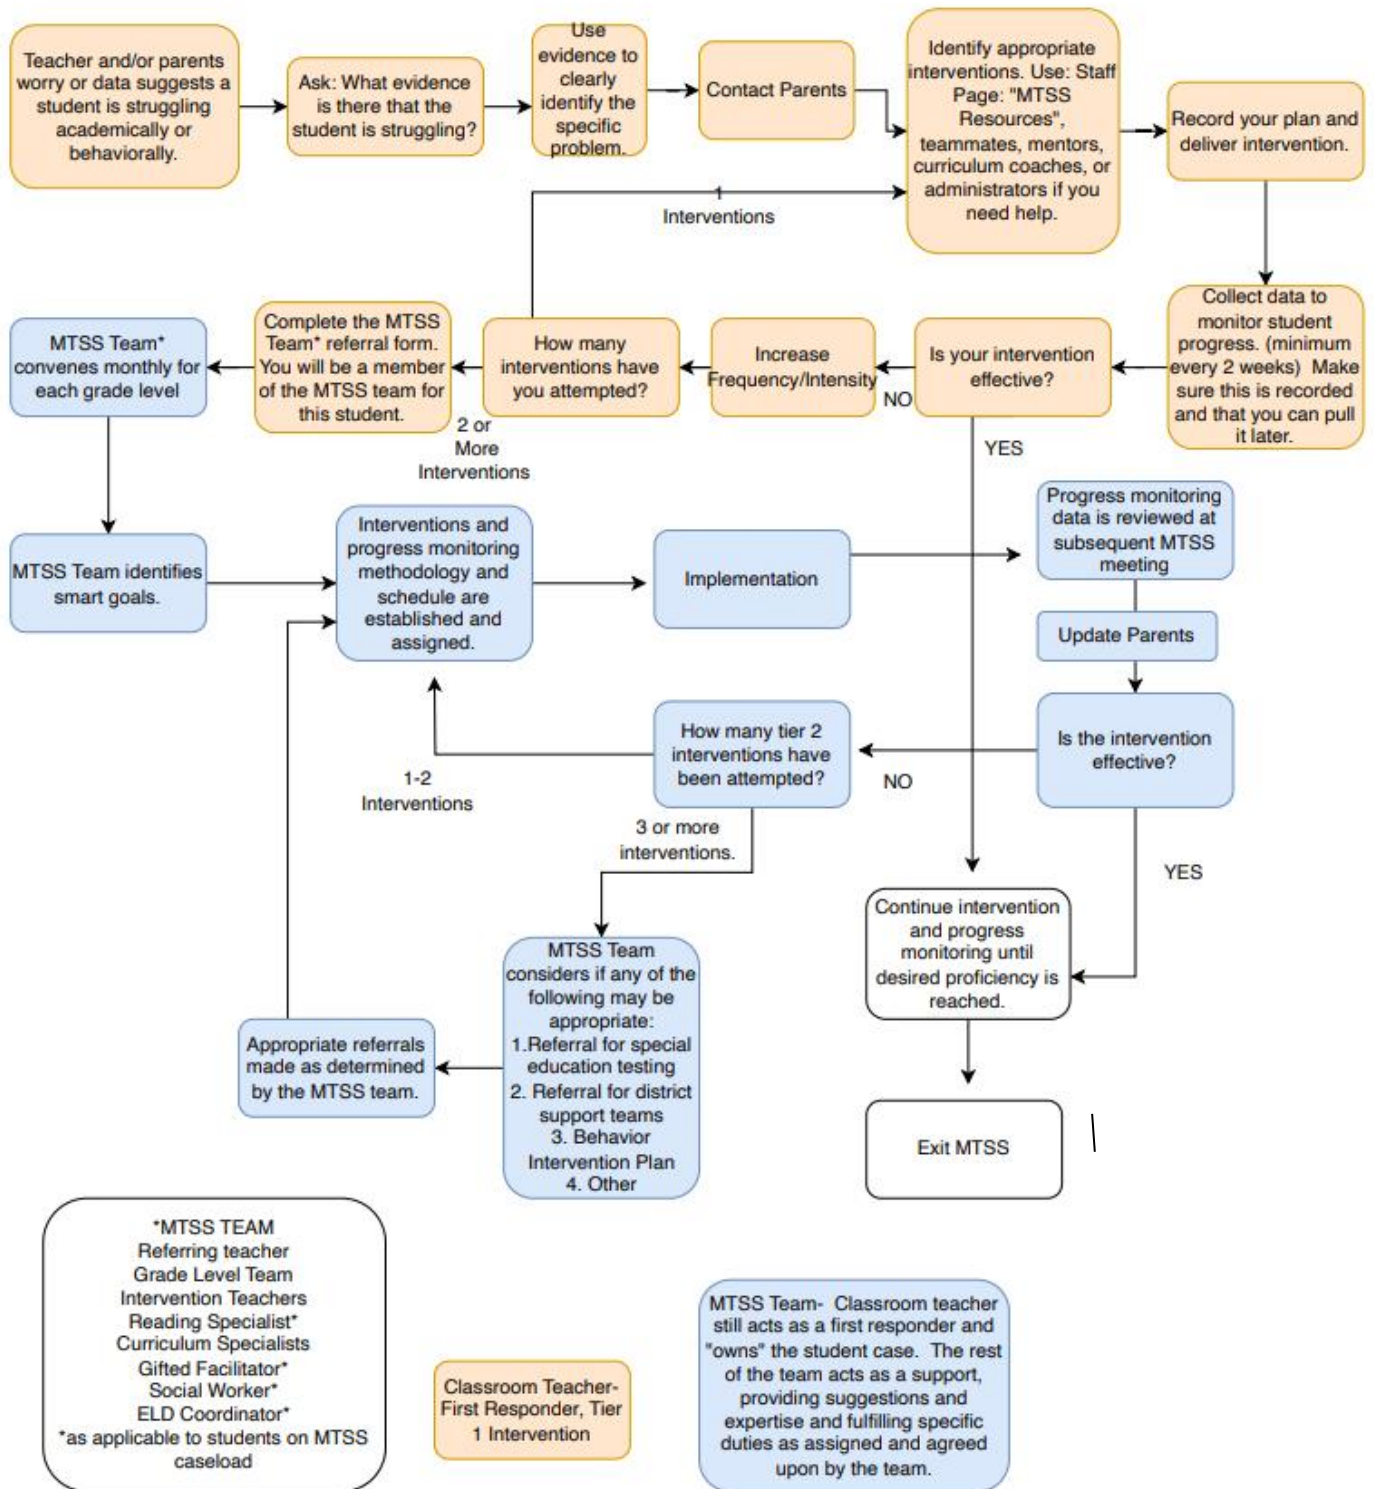 Teacher and/or parents
worry or data suggests a
student is struggling
academically or
behaviorally.
Ask: What evidence
is there that the
student is struggling?
Use
evidence to
clearly
identify the
specific
problem.
Contact Parents
Identify appropriate
interventions. Use: Staff
Page: "MTSS
Resources",
teammates, mentors,
curriculum coaches, or
administrators if you
need help.
Record your plan and
deliver intervention.
1
Interventions
Collect data to
monitor student
progress. (minimum
every 2 weeks) Make
sure this is recorded
and that you can pull
it later.
Is your intervention
effective?
NO
YES
Increase
Frequency/Intensity
How many
interventions have
you attempted?
2 or
More
Interventions
Complete the MTSS
Team* referral form.
You will be a member
of the MTSS team for
this student.
MTSS Team*
convenes monthly for
each grade level
MTSS Team identifies
smart goals.
Interventions and
progress monitoring
methodology and
schedule are
established and
assigned.
Implementation
Progress monitoring
data is reviewed at
subsequent MTSS
meeting
Update Parents
Is the intervention
effective?
NO
YES
How many tier 2
interventions have
been attempted?
1-2
Interventions
3 or more
interventions.
MTSS Team
considers if any of the
following may be
appropriate:
1.Referral for special
education testing
2. Referral for district
support teams
3. Behavior
Intervention Plan
4. Other
Appropriate referrals
made as determined
by the MTSS team.
Continue intervention
and progress
monitoring until
desired proficiency is
reached.
Exit MTSS
*MTSS TEAM
Referring teacher
Grade Level Team
Intervention Teachers
Reading Specialist*
Curriculum Specialists
Gifted Facilitator*
Social Worker*
ELD Coordinator*
*as applicable to students on MTSS
caseload
Classroom Teacher-
First Responder, Tier
1 Intervention
MTSS Team- Classroom teacher
still acts as a first responder and
"owns" the student case. The rest
of the team acts as a support,
providing suggestions and
expertise and fulfilling specific
duties as assigned and agreed
upon by the team.